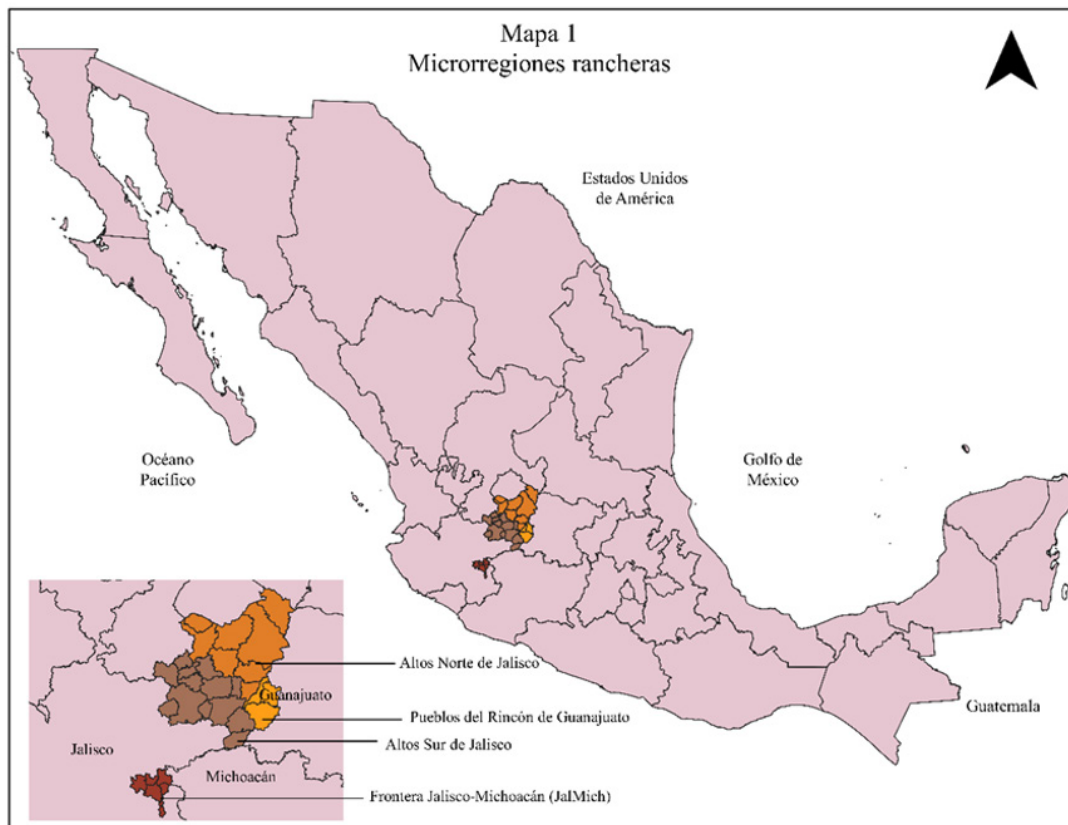 Mapa 1
Microrregiones rancheras
Estados Unidos
de América
Océano
Pacífico
Golfo de
México
Guatemala
Altos Norte de Jalisco
Guanajuato
Pueblos del Rincón de Guanajuato
Altos Sur de Jalisco
Jalisco
Michoacán
Frontera Jalisco-Michoacán (JalMich)